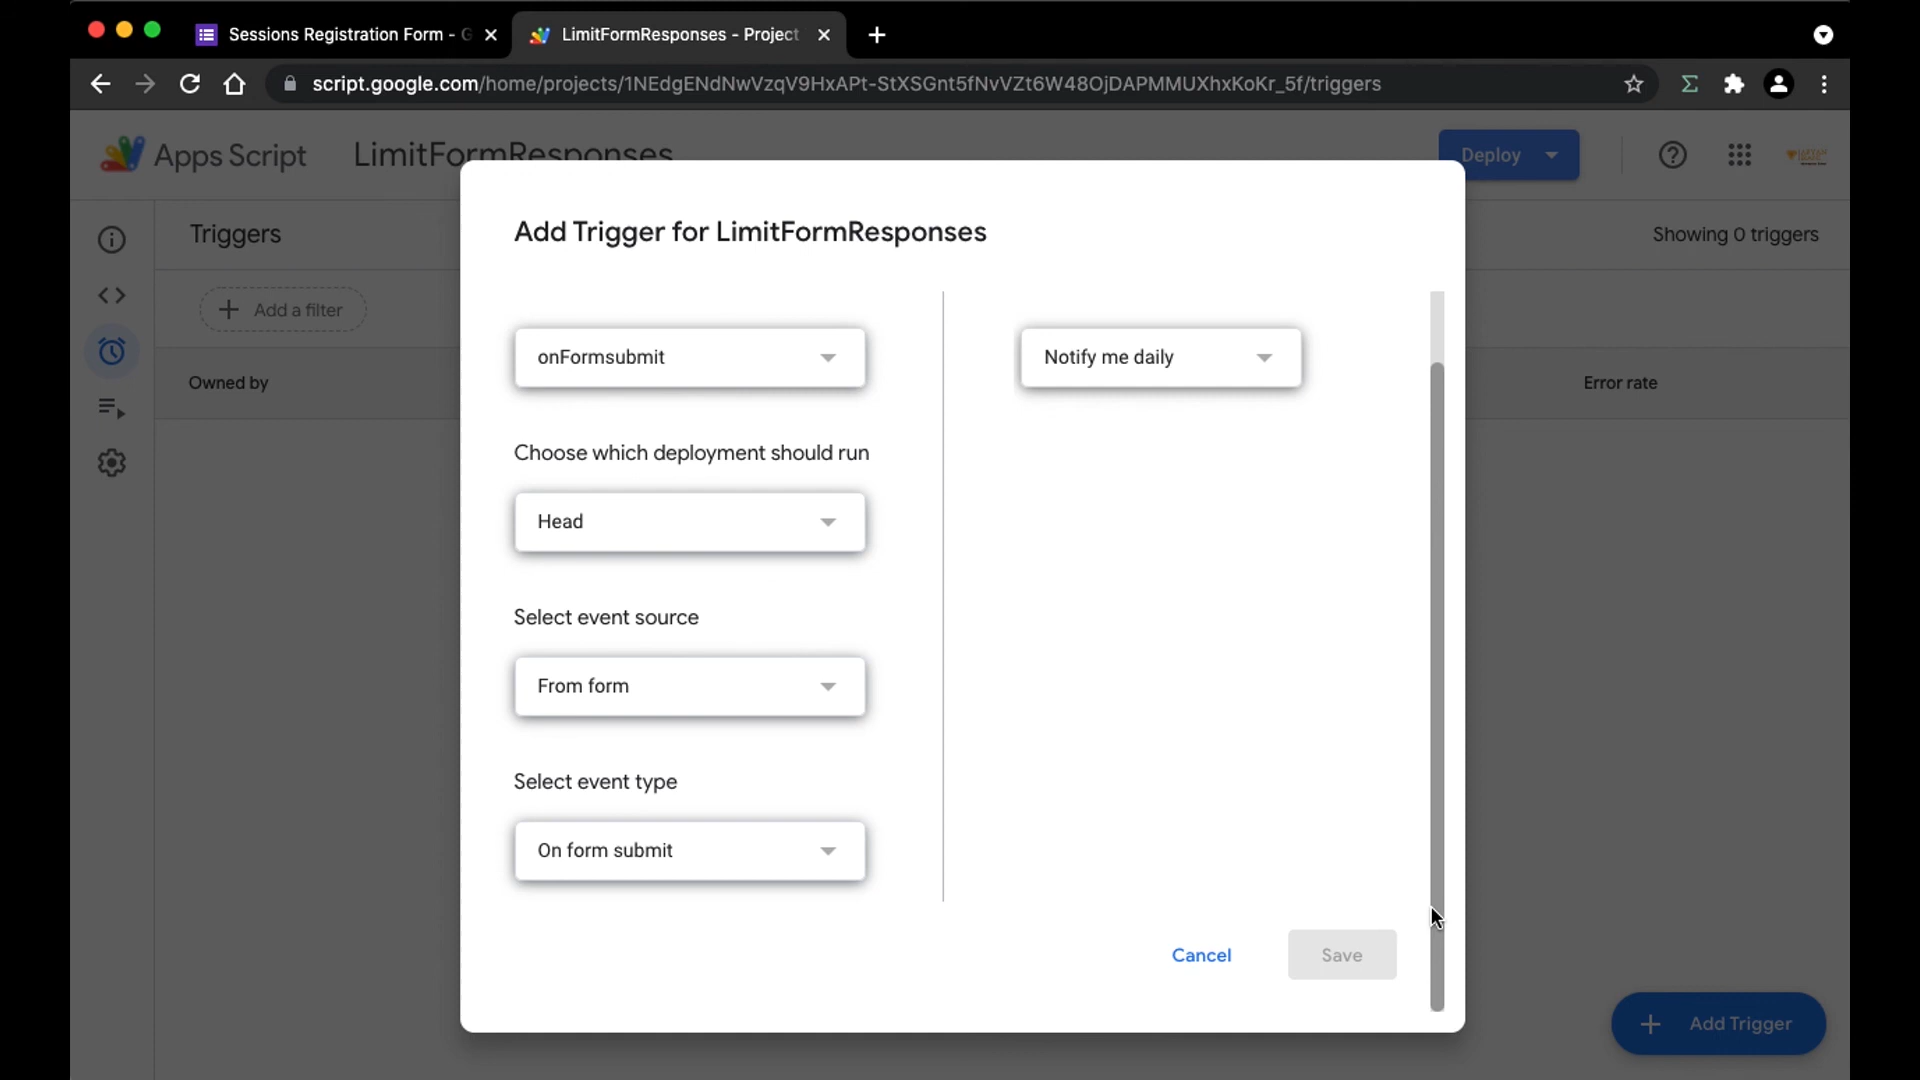 Sessions Registration Form - G
LimitFormResponses - Project
script.google.com/home/projects/1NEdgENdNwVzqV9HxAPt-StXSGnt5fNvVZt6W48OjDAPMMUXhxKoKr_5f/triggers
Apps Script
LimitFormResponses
Deploy
Triggers
Showing 0 triggers
Add a filter
Owned by
Error rate
Add Trigger for LimitFormResponses
onFormsubmit
Notify me daily
Choose which deployment should run
Head
Select event source
From form
Select event type
On form submit
Cancel
Save
Add Trigger